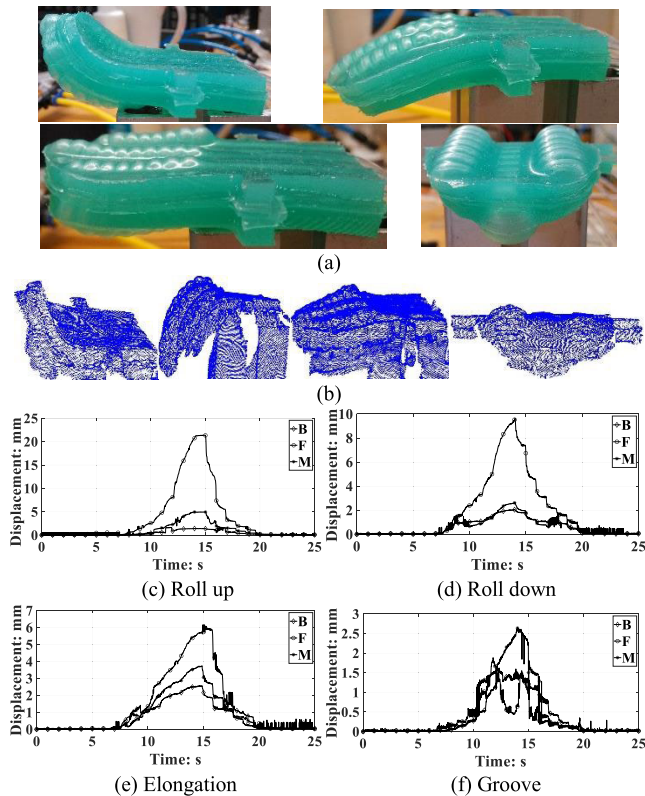 (a)
(b)
Displacement: mm
25
20
15
10
5
0
0 5 10 15 20 25
B
F
M
Time: s
(c) Roll up
Displacement: mm
10
8
6
4
2
0
0 5 10 15 20 25
B
F
M
Time: s
(d) Roll down
Displacement: mm
7
6
5
4
3
2
1
0
0 5 10 15 20 25
B
F
M
Time: s
(e) Elongation
Displacement: mm
3
2.5
2
1.5
1
0.5
0
0 5 10 15 20 25
B
F
M
Time: s
(f) Groove